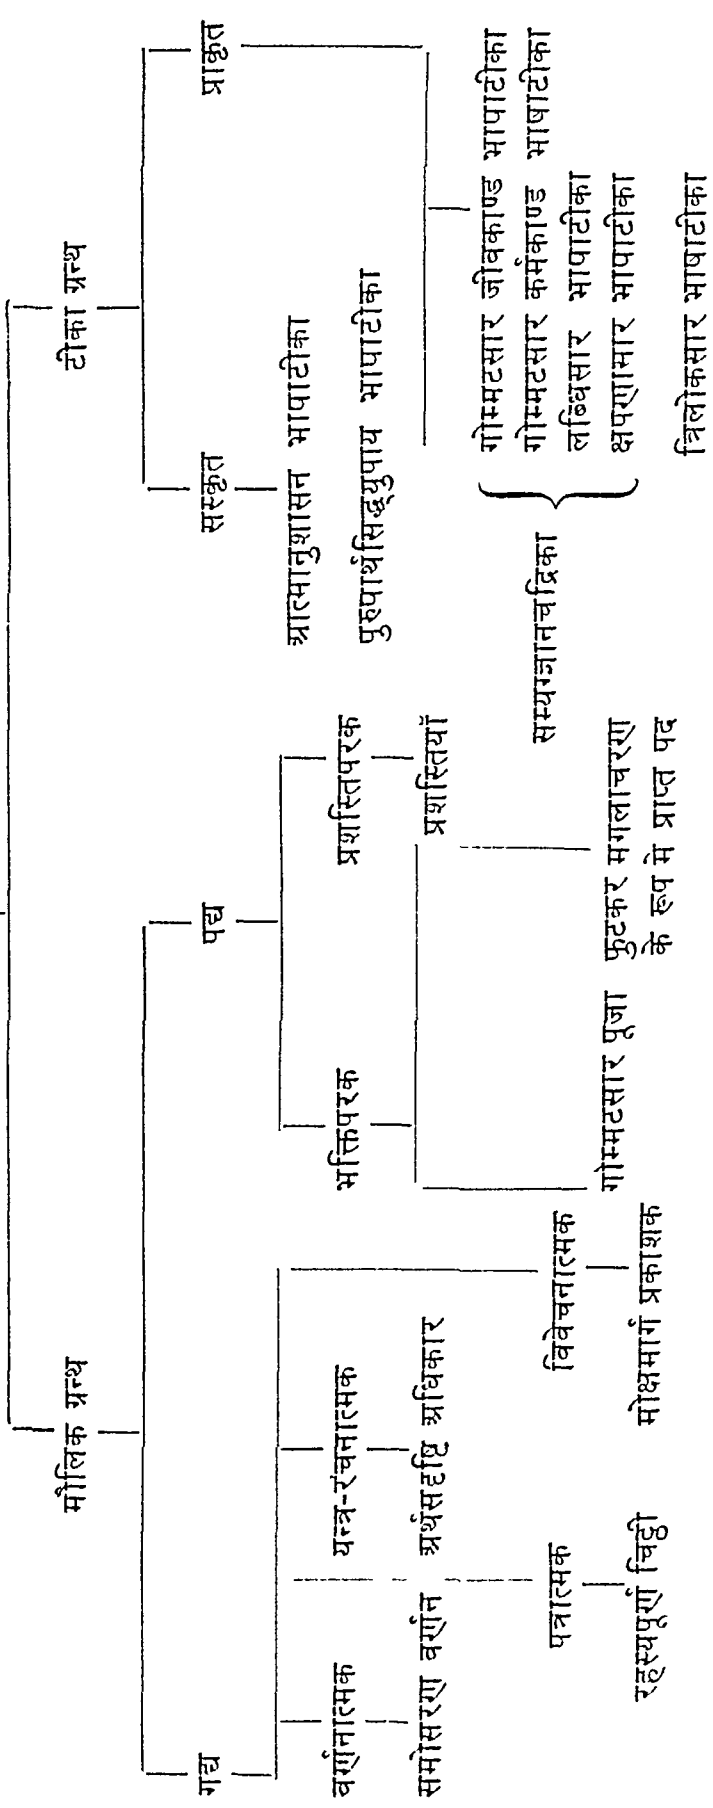 मौलिक ग्रन्थ
टीका ग्रन्थ
गद्य
पद्य
संस्कृत
प्राकृत
वर्णनात्मक
यन्त्र-रचनात्मक
भक्तिपरक
प्रशस्तिपरक
आत्मानुशासन भाषाटीका
समोसरण वर्णन
अर्थसंदृष्टि अधिकार
प्रशस्तियाँ
पुरुषार्थसिद्ध्युपाय भाषाटीका
पत्रात्मक
विवेचनात्मक
रहस्यपूर्ण चिट्ठी
मोक्षमार्ग प्रकाशक
गोम्मटसार पूजा
फुटकर मंगलाचरण
के रूप में प्राप्त पद
सम्यग्ज्ञानचंद्रिका
गोम्मटसार जीवकाण्ड भाषाटीका
गोम्मटसार कर्मकाण्ड भाषाटीका
लब्धिसार भाषाटीका
क्षपणासार भाषाटीका
त्रिलोकसार भाषाटीका